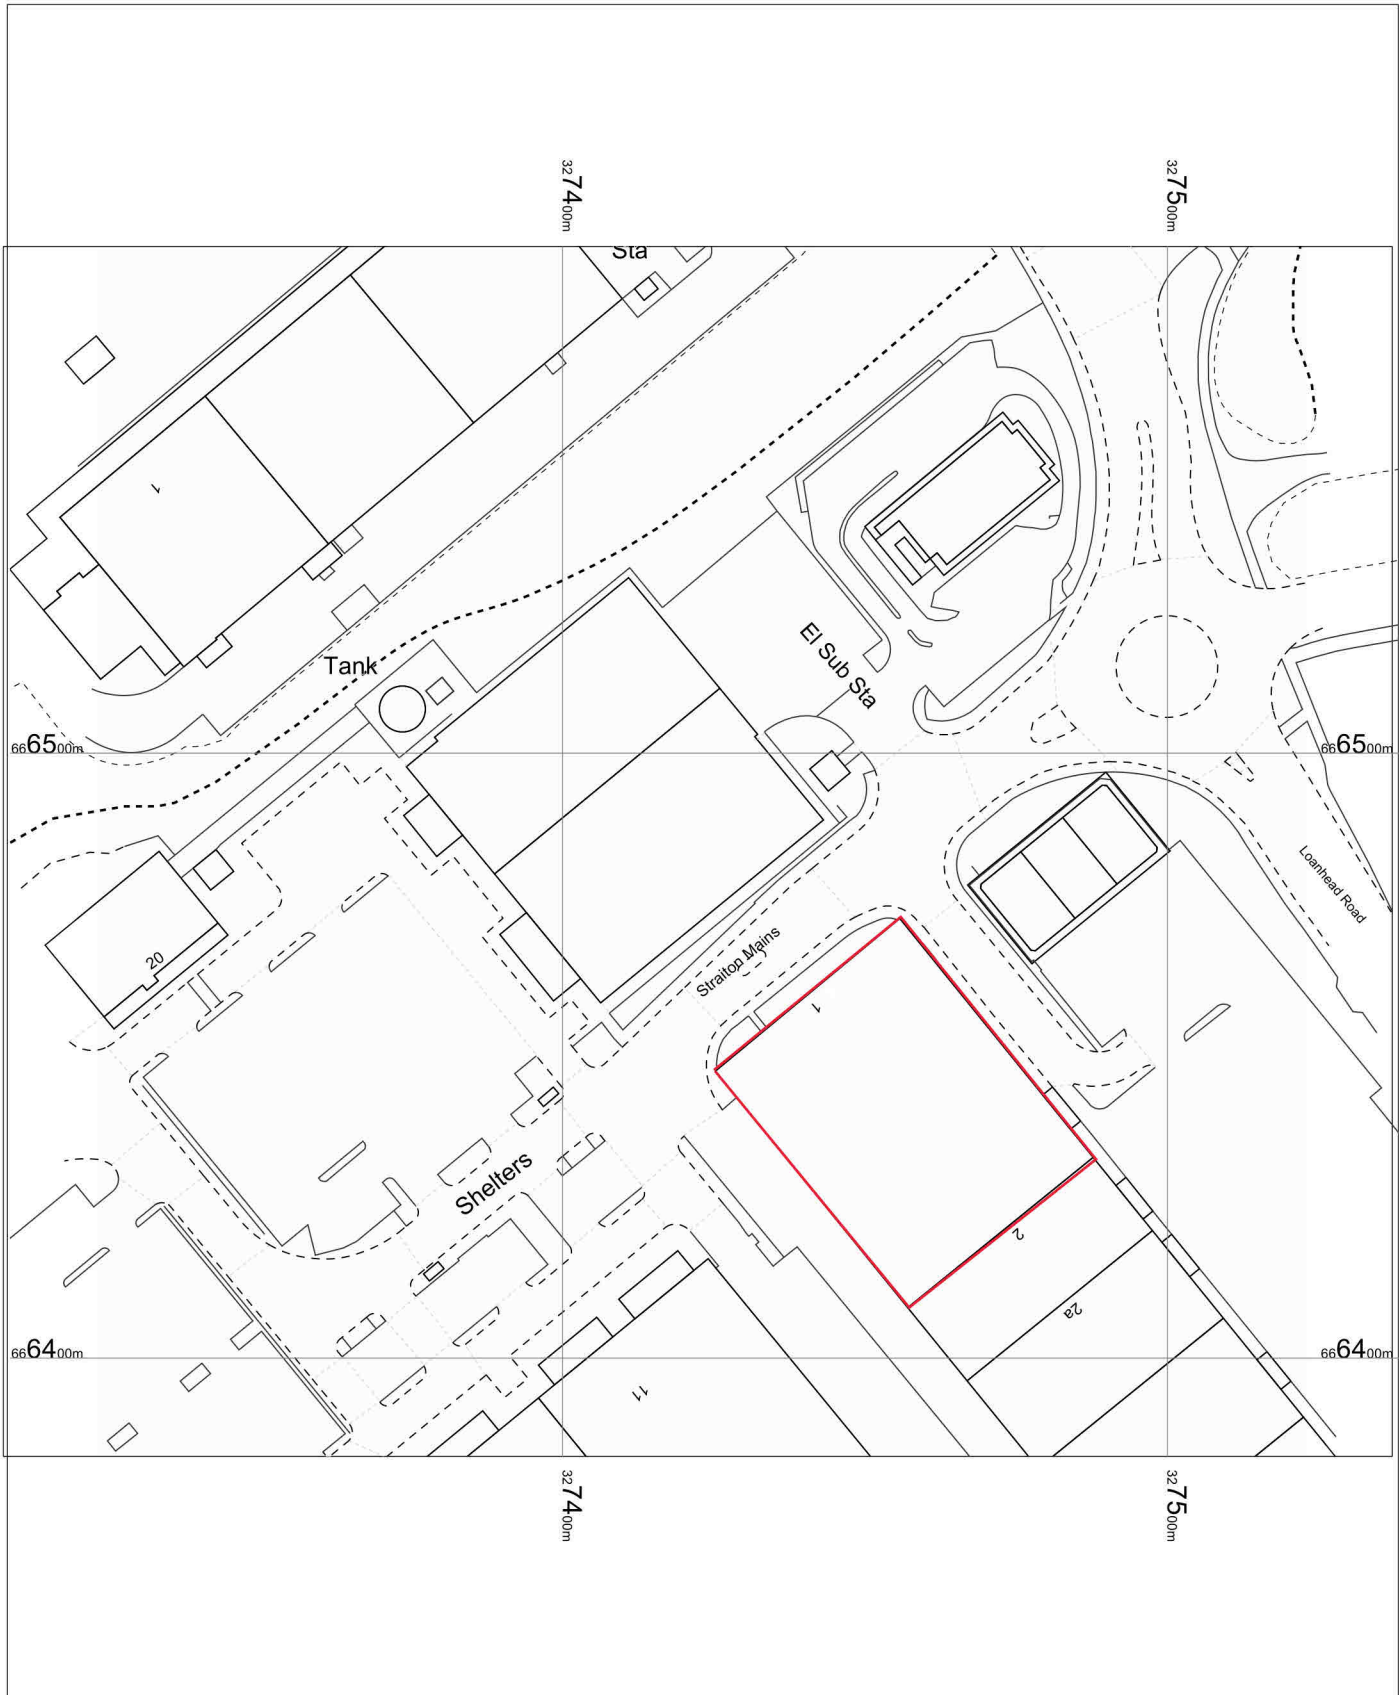 327400m
327500m
Sta
1
El Sub Sta
Tank
666500m
666500m
Loanhead Road
20
Straiton Mains
1
Shelters
2
2a
666400m
666400m
11
327400m
327500m